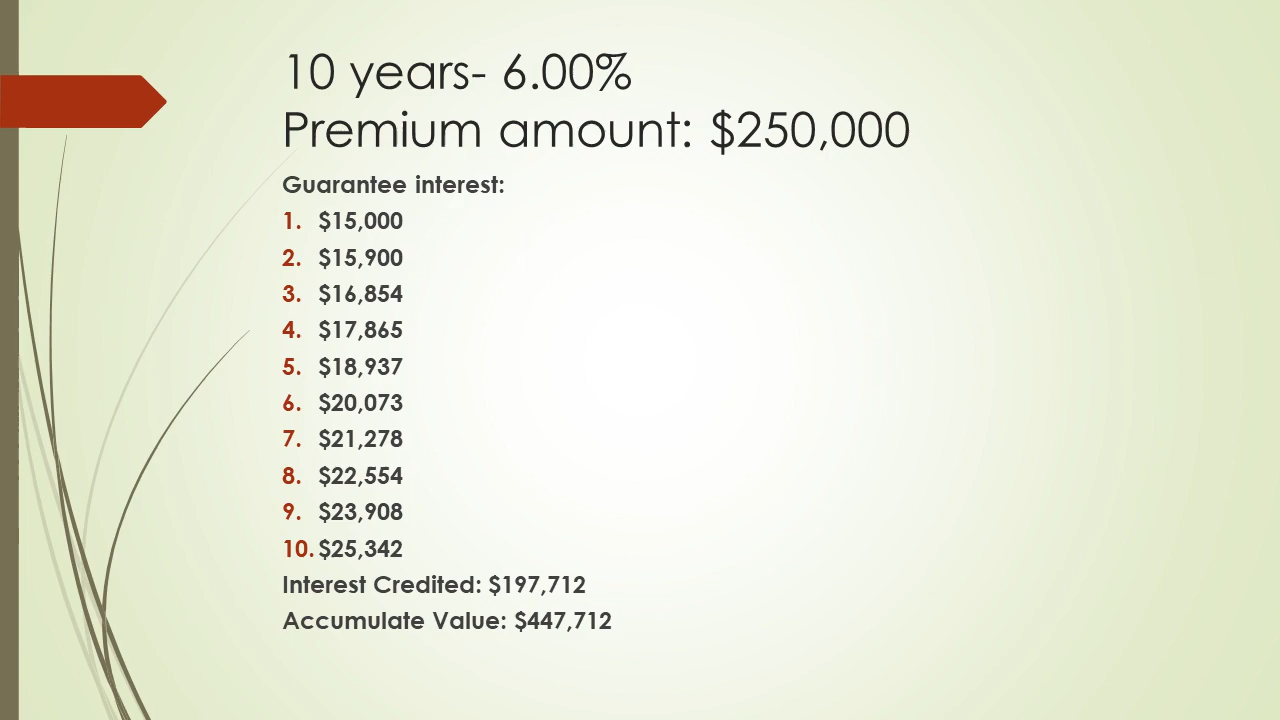 10 years- 6.00%
Premium amount: $250,000
Guarantee interest:
1. $15,000
2. $15,900
3. $16,854
4. $17,865
5. $18,937
6. $20,073
7. $21,278
8. $22,554
9. $23,908
10. $25,342
Interest Credited: $197,712
Accumulate Value: $447,712